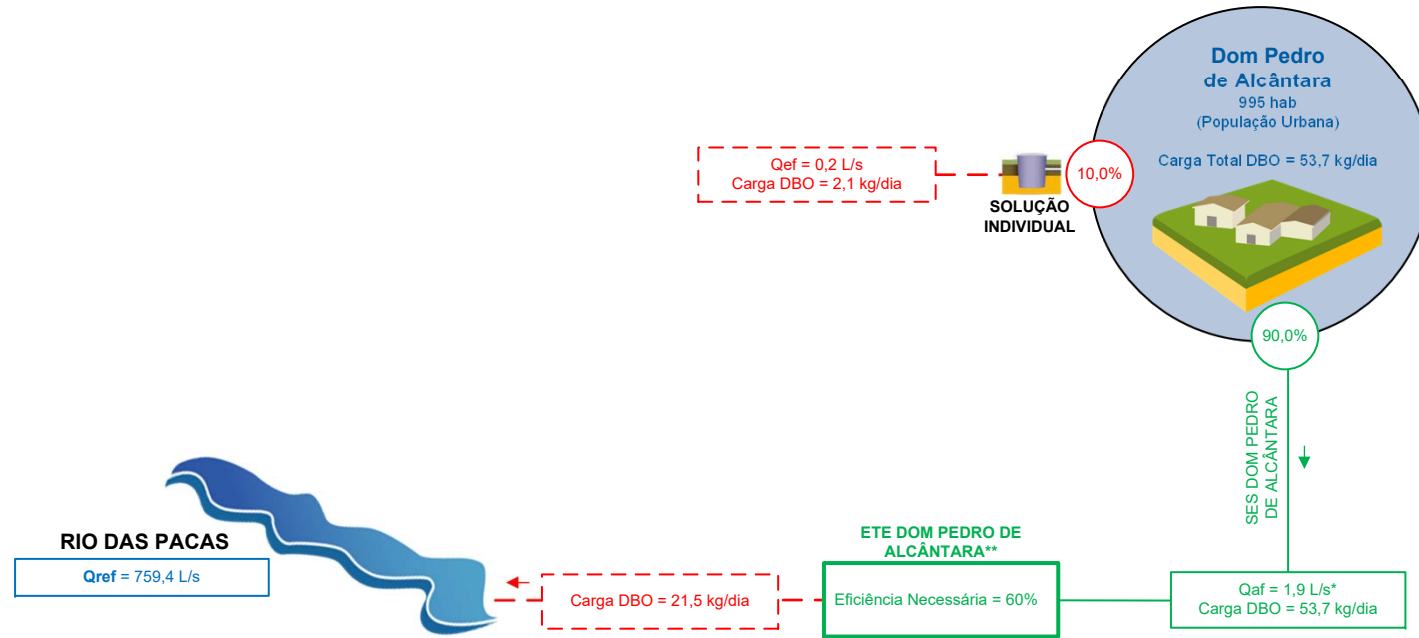 Dom Pedro
de Alcântara
995 hab
(População Urbana)
Carga Total DBO = 53,7 kg/dia
Qef = 0,2 L/s
Carga DBO = 2,1 kg/dia
10,0%
SOLUÇÃO
INDIVIDUAL
90,0%
SES DOM PEDRO
DE ALCÂNTARA
RIO DAS PACAS
Qref = 759,4 L/s
Carga DBO = 21,5 kg/dia
ETE DOM PEDRO DE
ALCÂNTARA**
Eficiência Necessária = 60%
Qaf = 1,9 L/s*
Carga DBO = 53,7 kg/dia